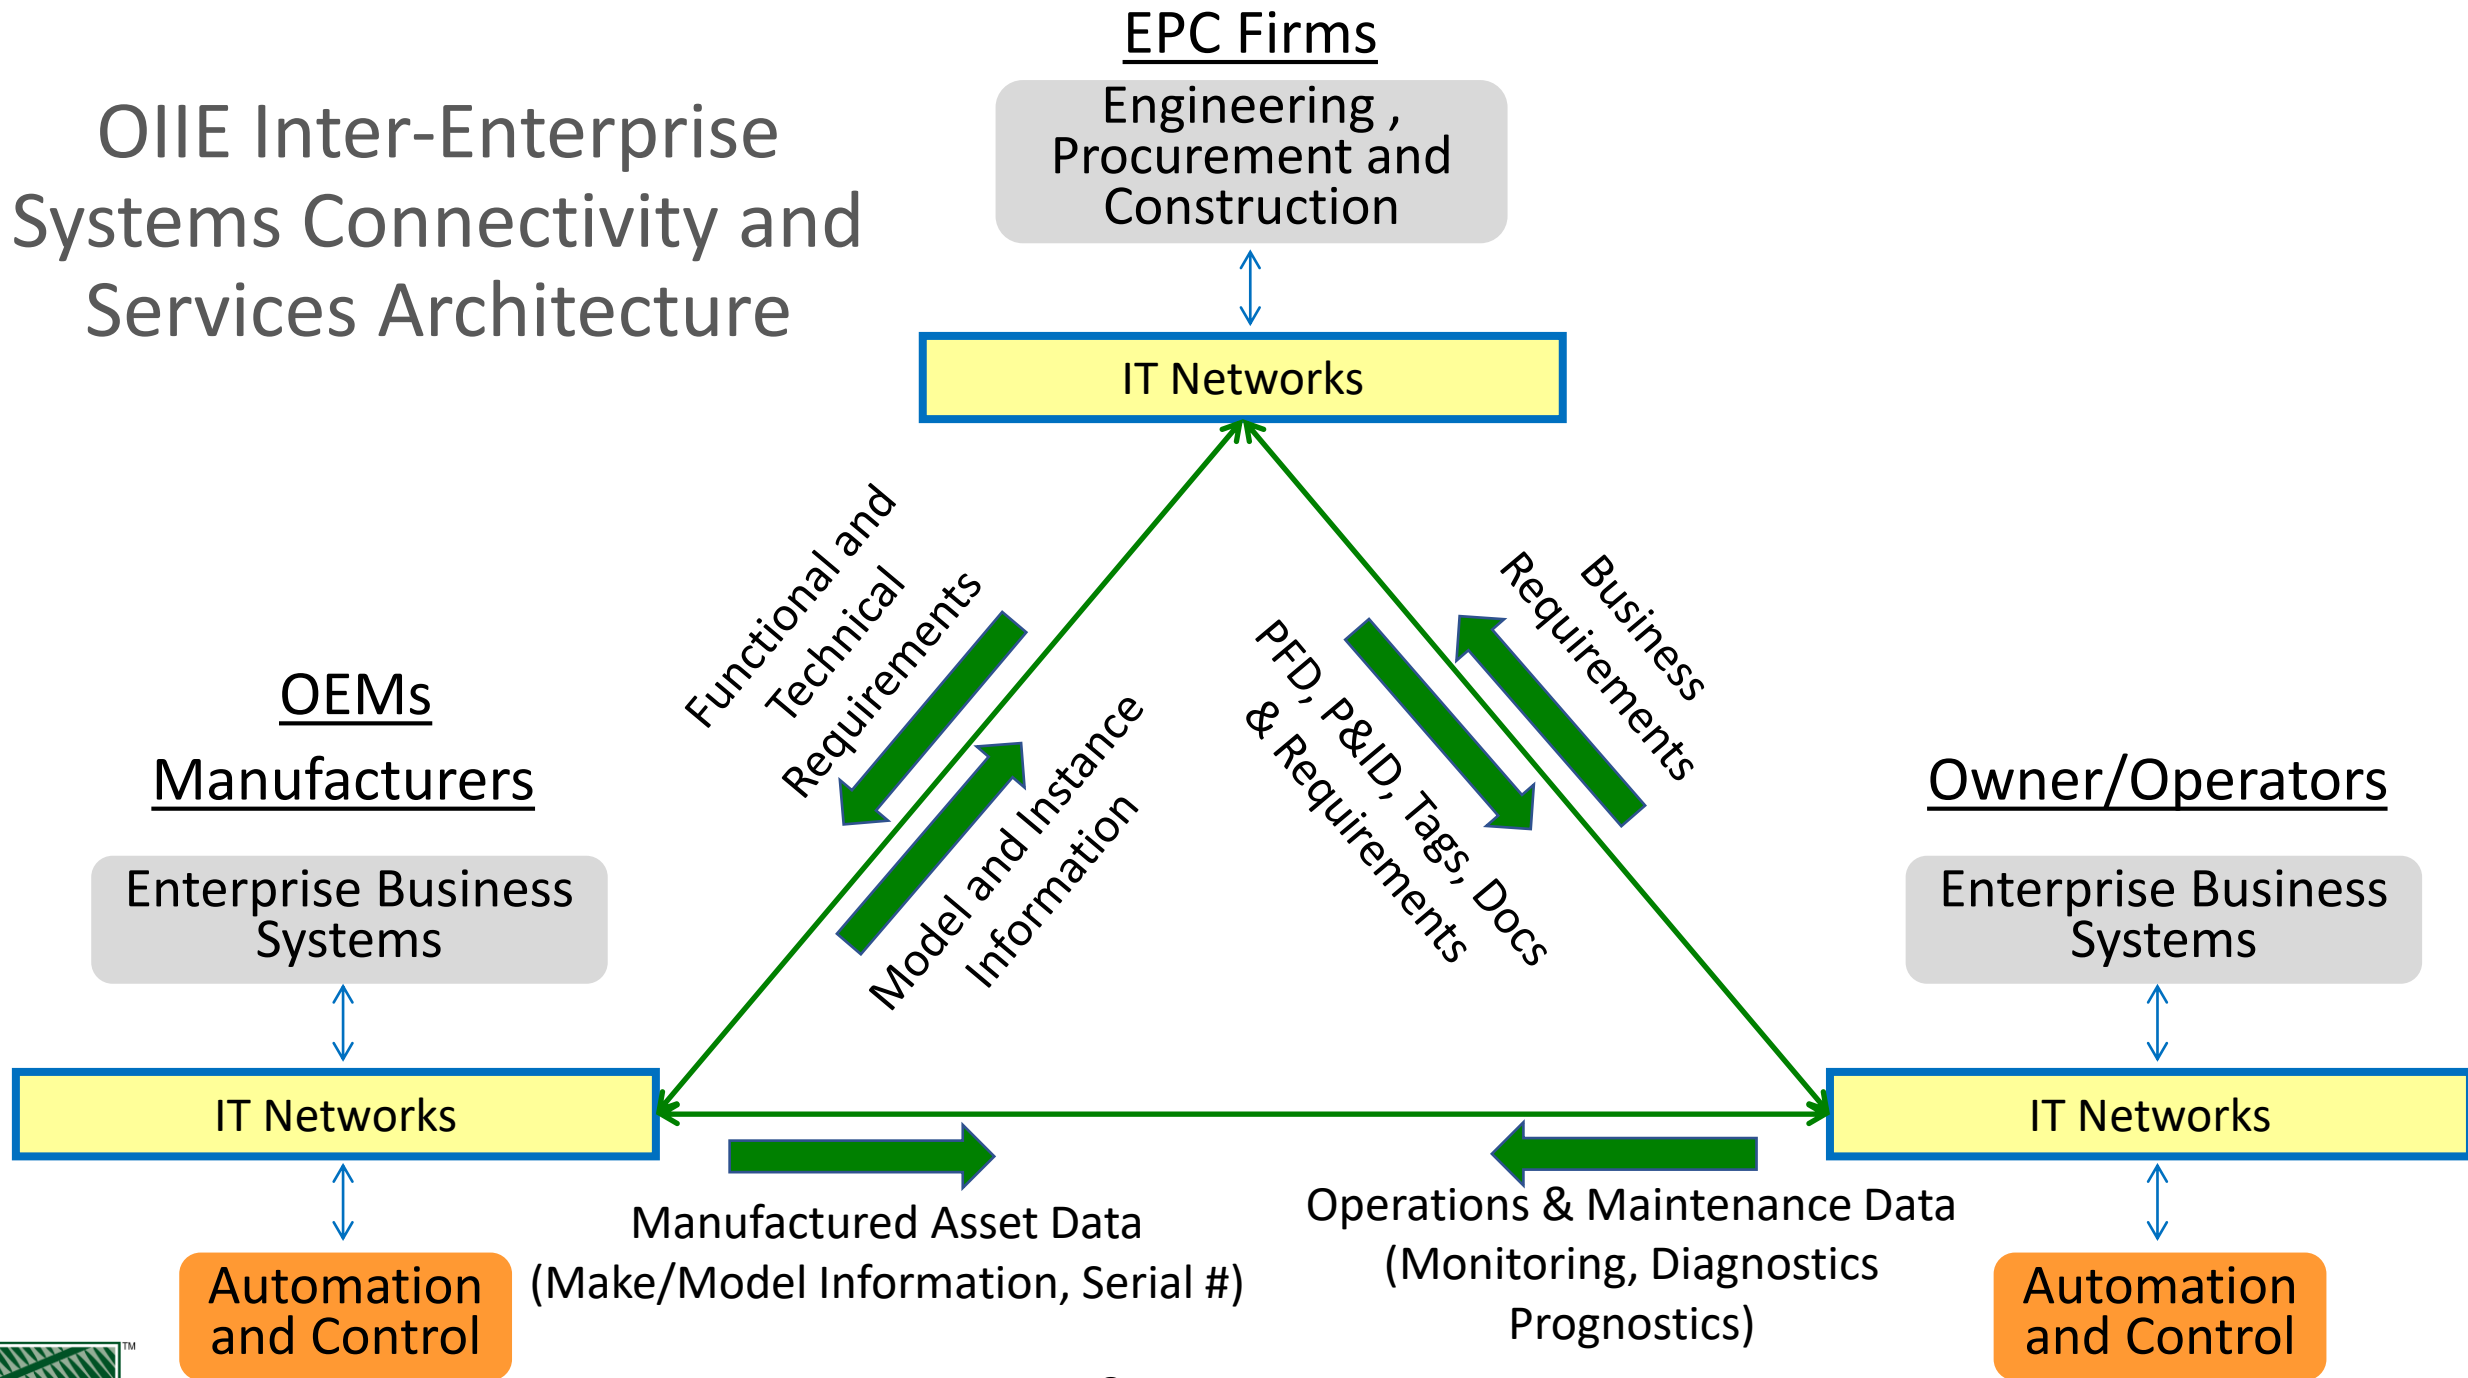 EPC Firms
Engineering ,
Procurement and
Construction
OIIE Inter-Enterprise
Systems Connectivity and
Services Architecture
IT Networks
Functional and
Technical
Requirements
Model and Instance
Information
Business
Requirements
PFD, P&ID, Tags, Docs
& Requirements
OEMs
Manufacturers
Enterprise Business
Systems
IT Networks
Automation
and Control
Owner/Operators
Enterprise Business
Systems
IT Networks
Automation
and Control
Manufactured Asset Data
(Make/Model Information, Serial #)
Operations & Maintenance Data
(Monitoring, Diagnostics
Prognostics)
TM